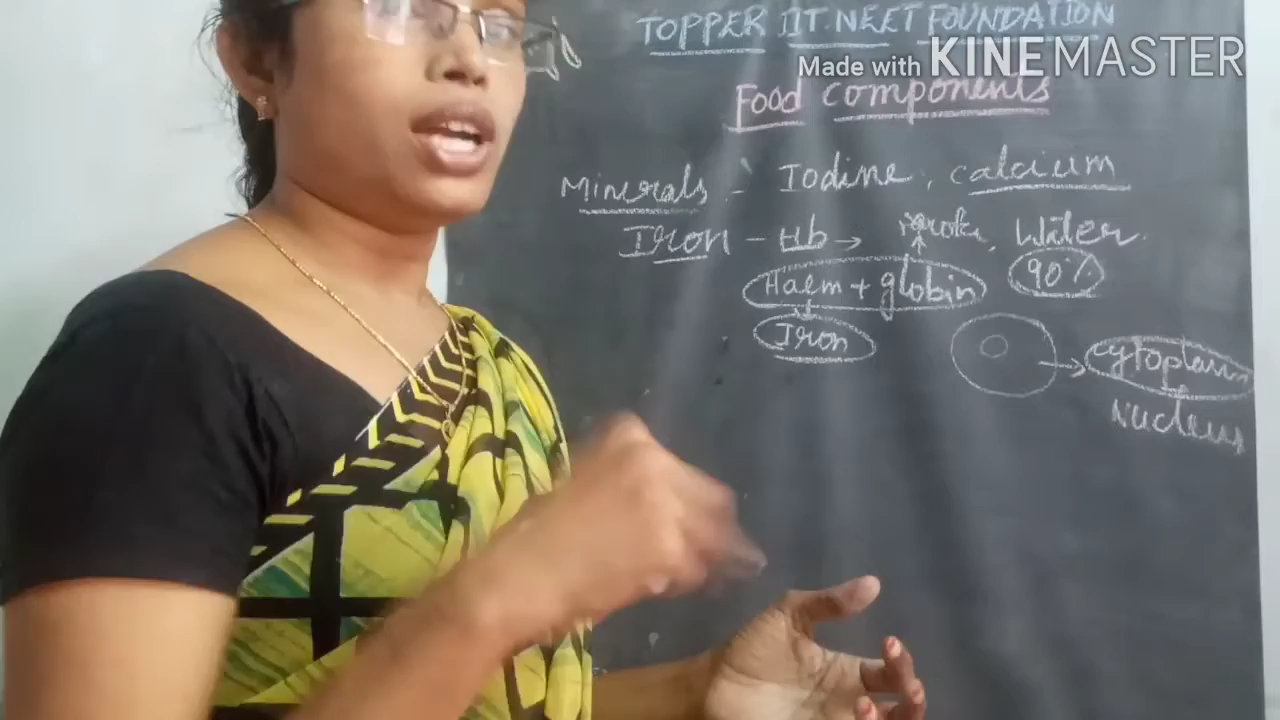 TOPPER IIT.NEET FOUNDATION
Made with KINEMASTER
Food components
Minerals :- Iodine, calcium
Iron - Hb → , Water
Haem + globin 90%
Iron
cytoplasm
Nucleus